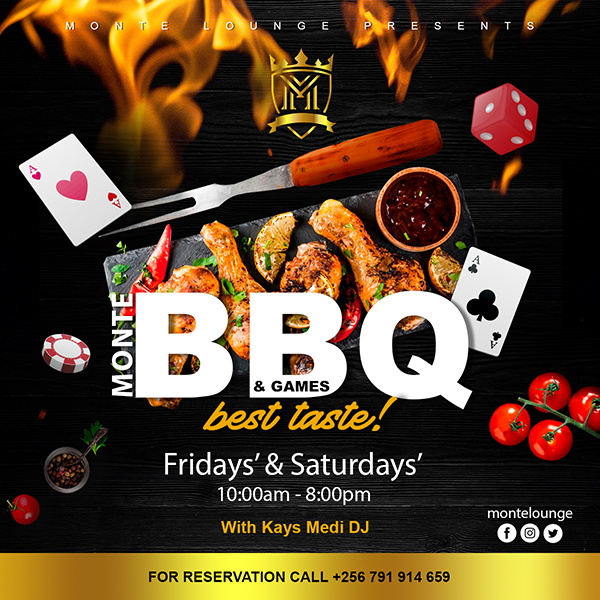 MONTE LOUNGE PRESENTS
M
A
A
A
A
MONTE
BBQ
& GAMES
best taste!
Fridays’ & Saturdays’
10:00am - 8:00pm
With Kays Medi DJ
montelounge
FOR RESERVATION CALL +256 791 914 659